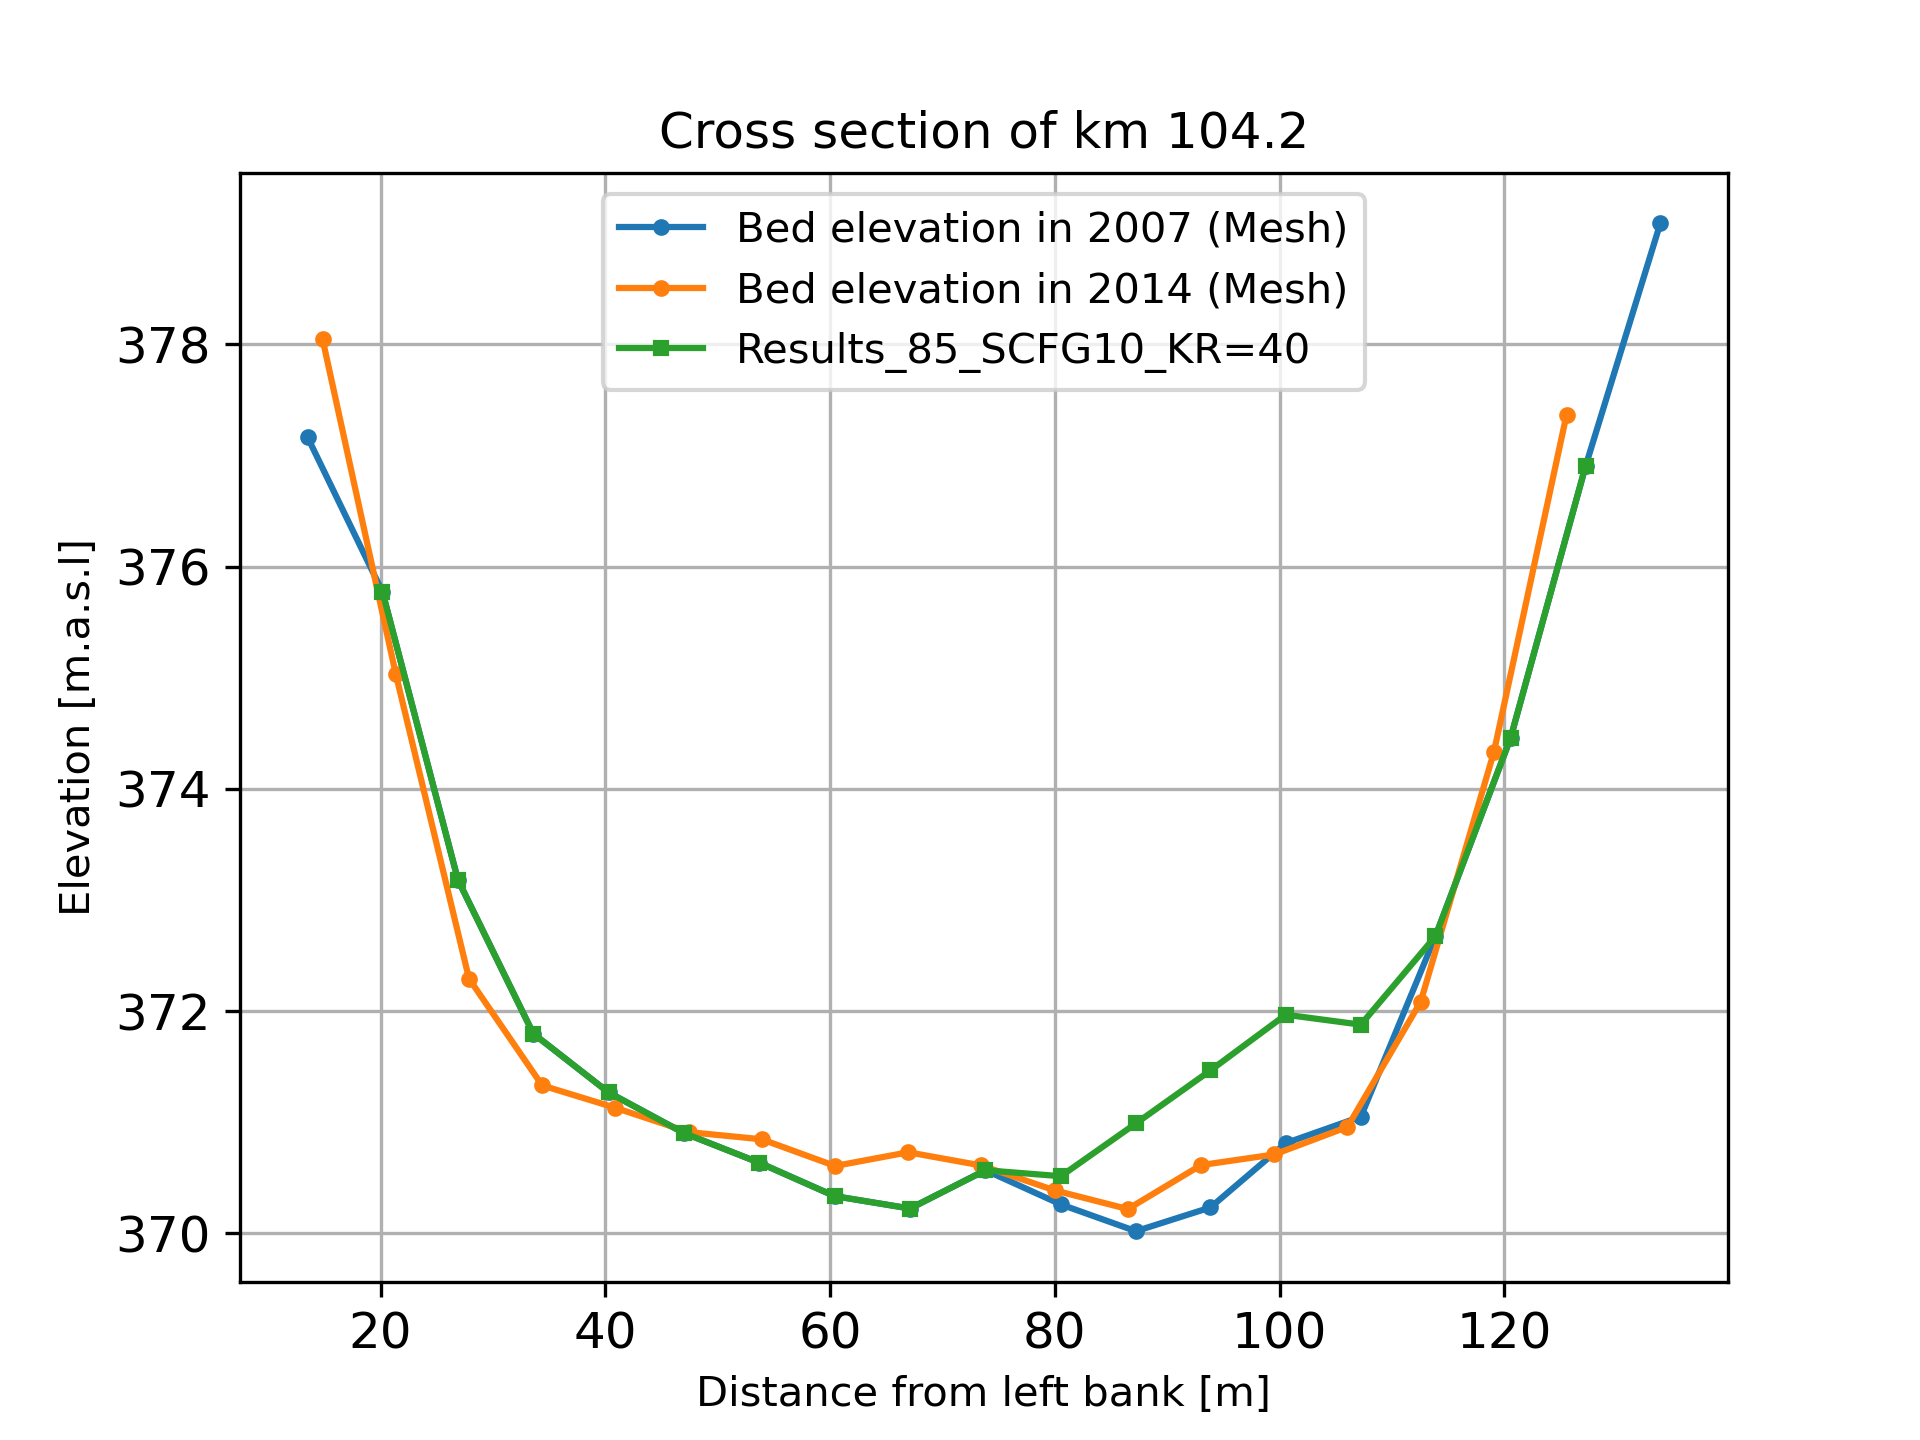 Cross section of km 104.2
Bed elevation in 2007 (Mesh)
Bed elevation in 2014 (Mesh)
Results_85_SCFG10_KR=40
378
376
374
372
370
Elevation [m.a.s.l]
20 40 60 80 100 120
Distance from left bank [m]